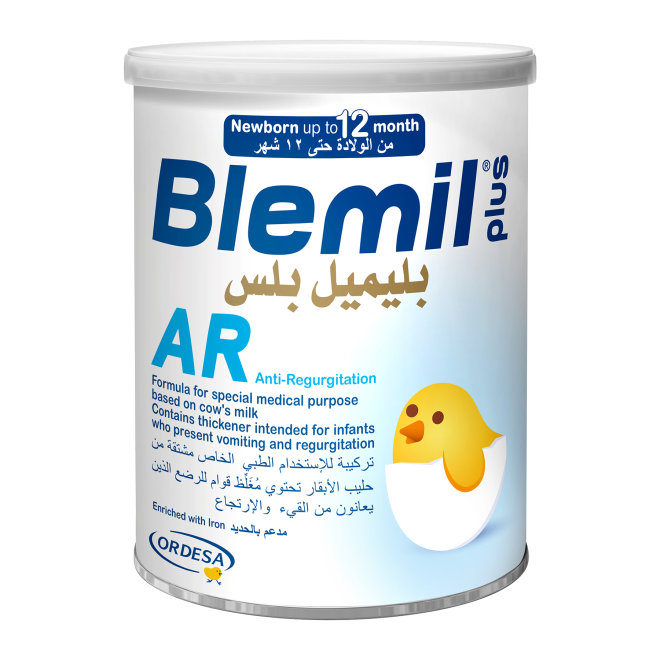 Newborn up to 12 month
من الولادة حتى ١٢ شهر
Blemil® plus
بليميل بلس
AR Anti-Regurgitation
Formula for special medical purpose
based on cow's milk
Contains thickener intended for infants
who present vomiting and regurgitation
تركيبة للإستخدام الطبي الخاص مشتقة من
حليب الأبقار تحتوي مُغَلِّظ قوام للرضع الذين
يعانون من القيء والإرتجاع
Enriched with Iron مدعم بالحديد
ORDESA